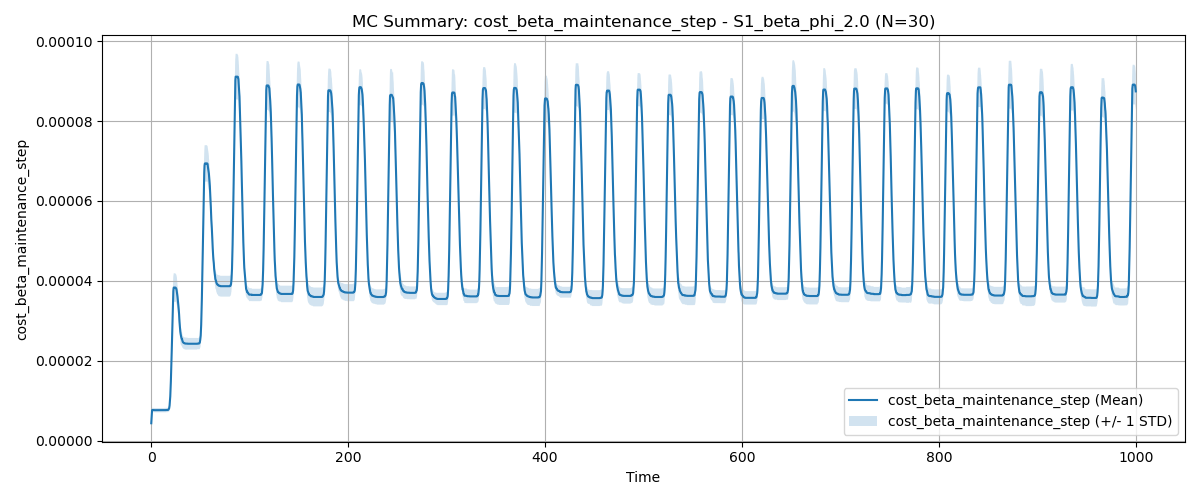 MC Summary: cost_beta_maintenance_step - S1_beta_phi_2.0 (N=30)
cost_beta_maintenance_step
0.00010
0.00008
0.00006
0.00004
0.00002
0.00000
cost_beta_maintenance_step (Mean)
cost_beta_maintenance_step (+/- 1 STD)
0 200 400 600 800 1000
Time